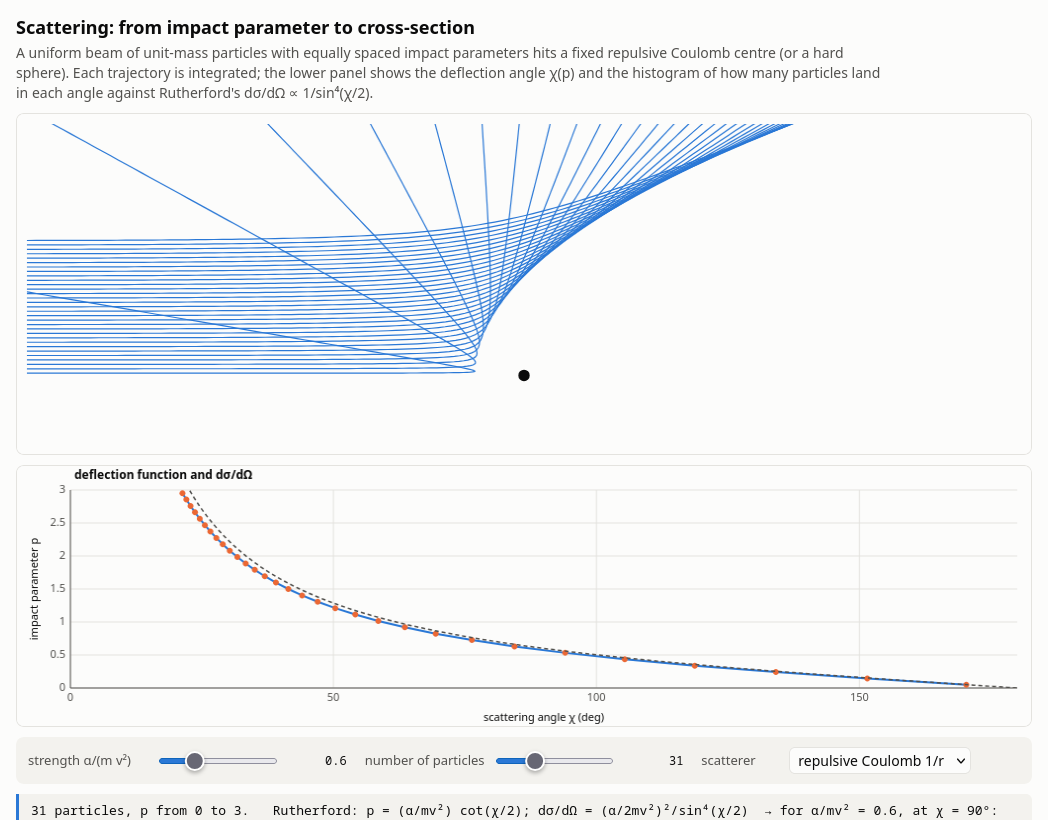 Scattering: from impact parameter to cross-section
A uniform beam of unit-mass particles with equally spaced impact parameters hits a fixed repulsive Coulomb centre (or a hard
sphere). Each trajectory is integrated; the lower panel shows the deflection angle χ(p) and the histogram of how many particles land
in each angle against Rutherford's dσ/dΩ ∝ 1/sin⁴(χ/2).
deflection function and dσ/dΩ
3
2.5
2
1.5
1
0.5
0
impact parameter p
0 50 100 150
scattering angle χ (deg)
strength α/(m v²) 0.6 number of particles 31 scatterer repulsive Coulomb 1/r
31 particles, p from 0 to 3. Rutherford: p = (α/mv²) cot(χ/2); dσ/dΩ = (α/2mv²)²/sin⁴(χ/2) → for α/mv² = 0.6, at χ = 90°: